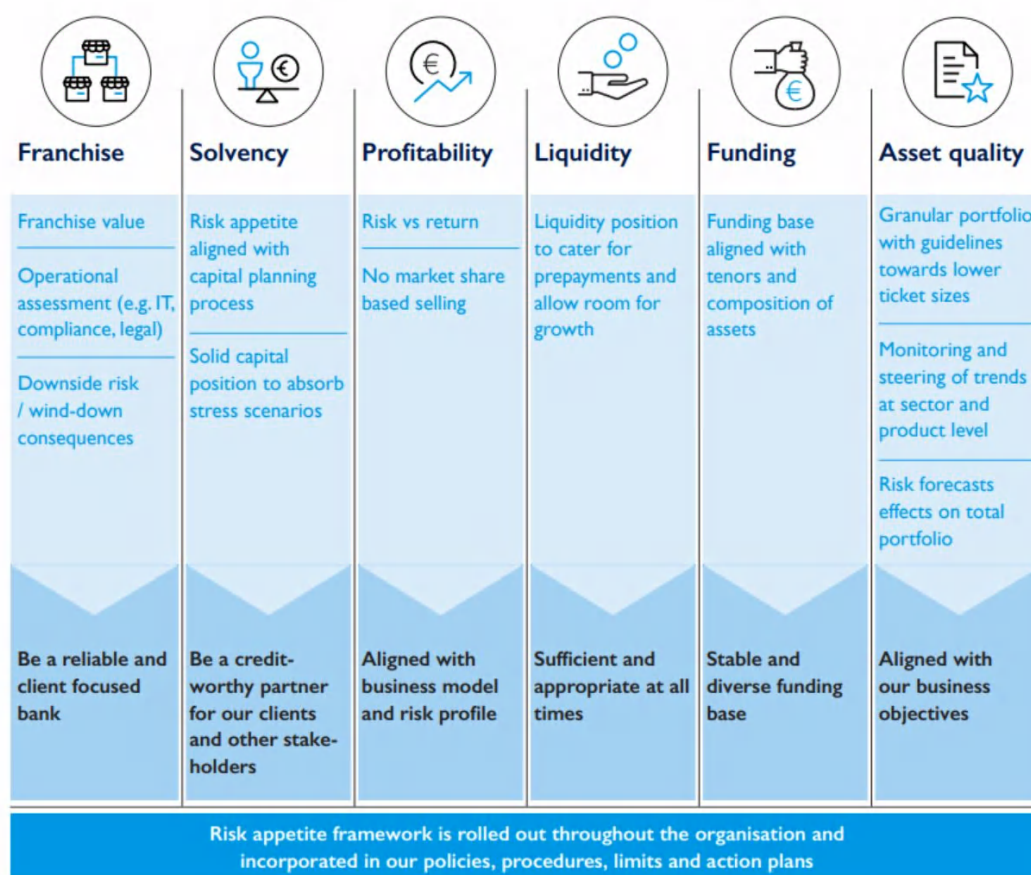 Franchise
Franchise value
Operational
assessment (e.g. IT,
compliance, legal)
Downside risk
/ wind-down
consequences
Be a reliable and
client focused
bank
Solvency
Risk appetite
aligned with
capital planning
process
Solid capital
position to absorb
stress scenarios
Be a credit-
worthy partner
for our clients
and other stake-
holders
Profitability
Risk vs return
No market share
based selling
Aligned with
business model
and risk profile
Liquidity
Liquidity position
to cater for
prepayments and
allow room for
growth
Sufficient and
appropriate at all
times
Funding
Funding base
aligned with
tenors and
composition of
assets
Stable and
diverse funding
base
Asset quality
Granular portfolio
with guidelines
towards lower
ticket sizes
Monitoring and
steering of trends
at sector and
product level
Risk forecasts
effects on total
portfolio
Aligned with
our business
objectives
Risk appetite framework is rolled out throughout the organisation and
incorporated in our policies, procedures, limits and action plans